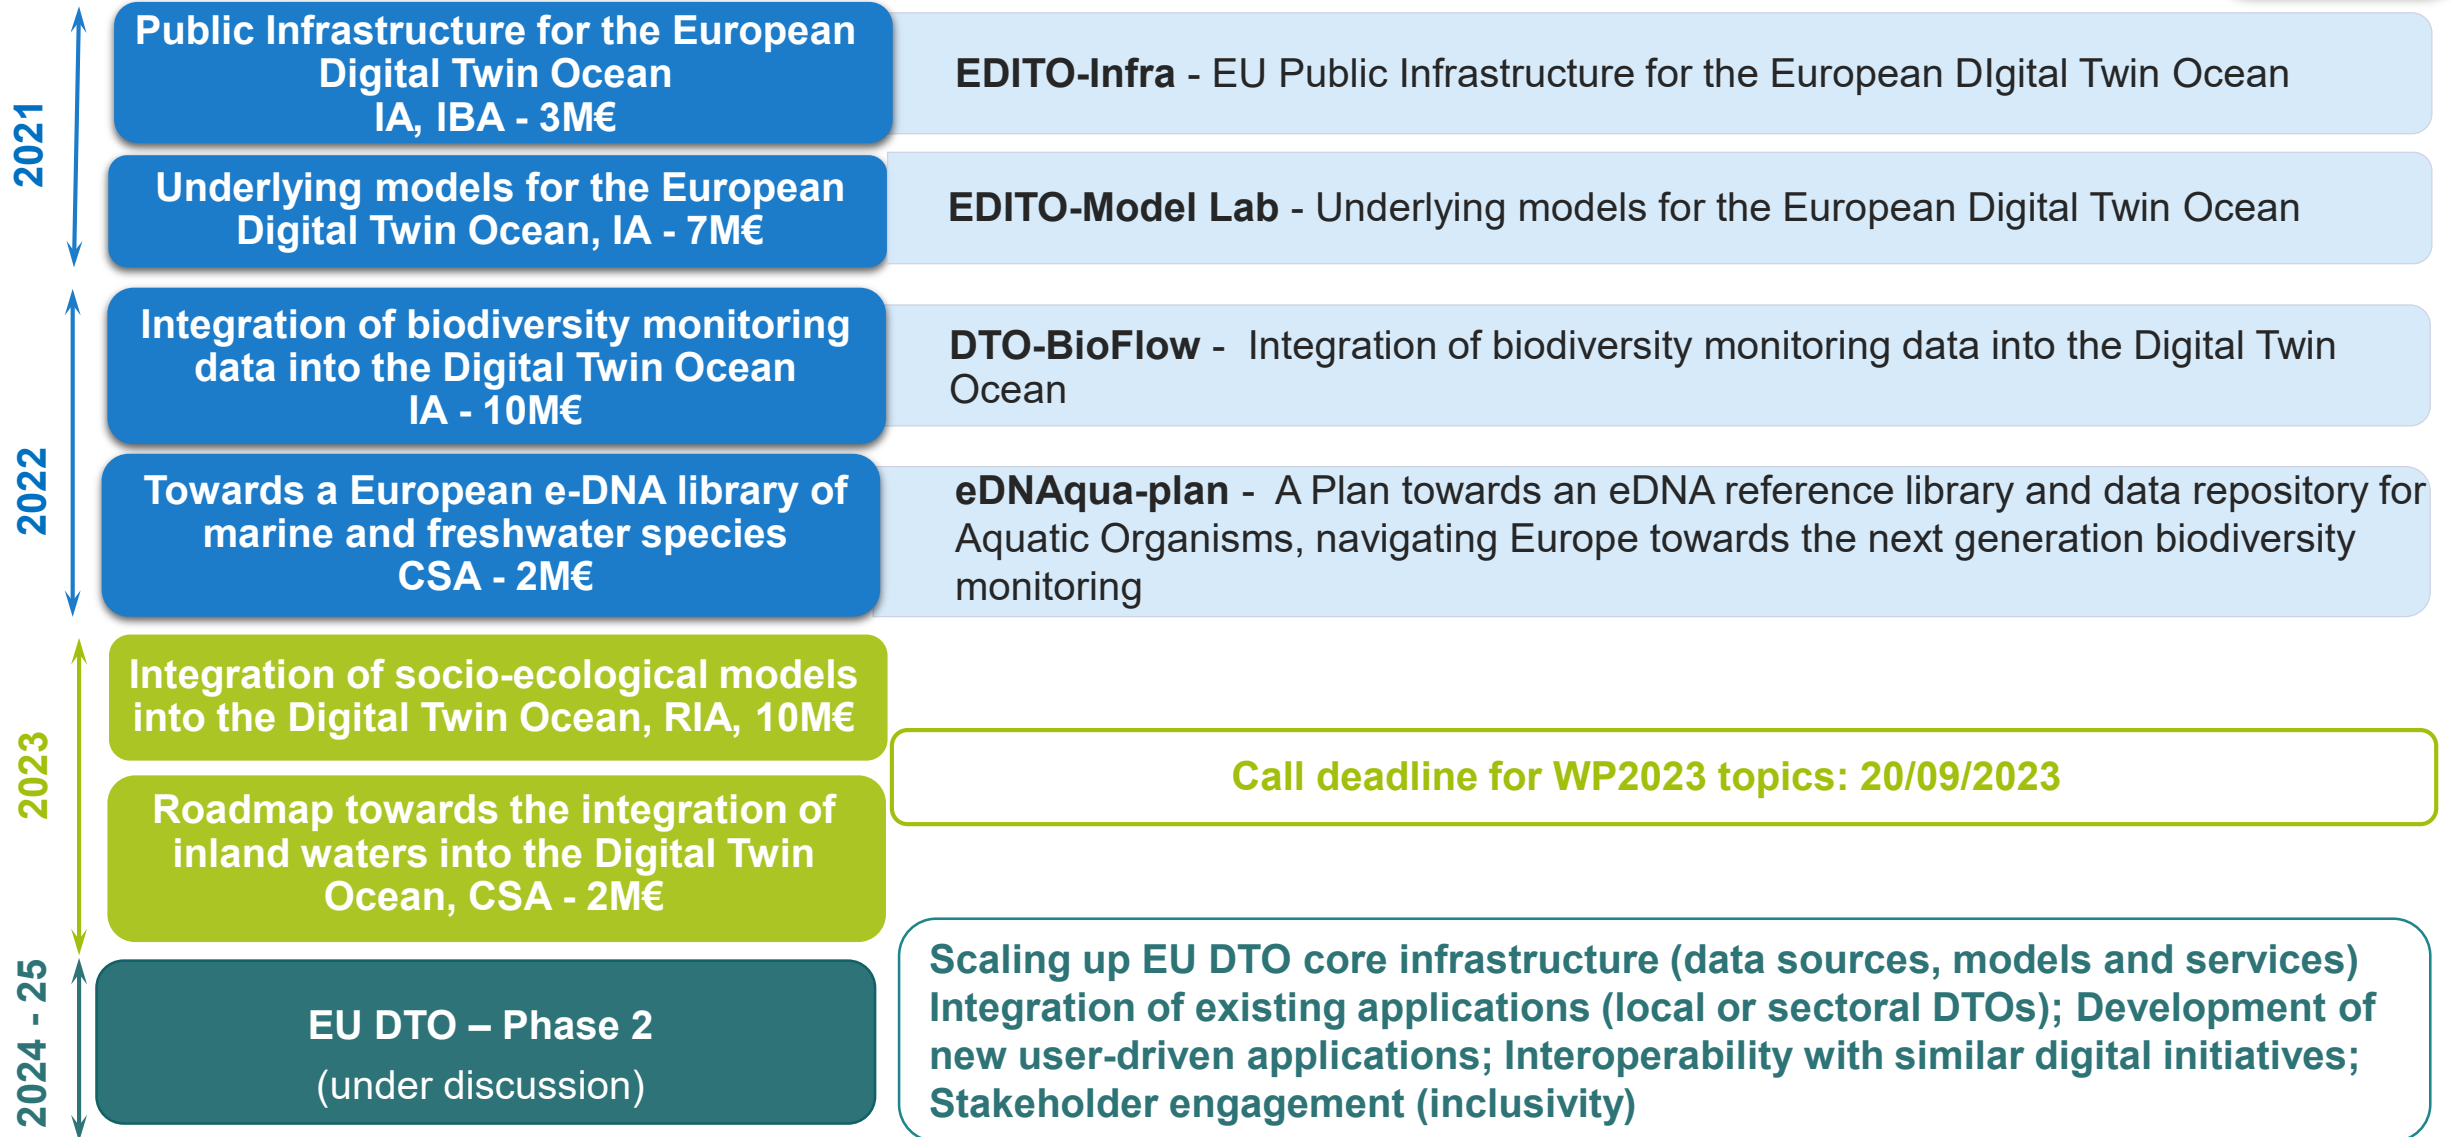 2021
Public Infrastructure for the European
Digital Twin Ocean
IA, IBA - 3M€
EDITO-Infra - EU Public Infrastructure for the European DIgital Twin Ocean
Underlying models for the European
Digital Twin Ocean, IA - 7M€
EDITO-Model Lab - Underlying models for the European Digital Twin Ocean
2022
Integration of biodiversity monitoring
data into the Digital Twin Ocean
IA - 10M€
DTO-BioFlow - Integration of biodiversity monitoring data into the Digital Twin
Ocean
Towards a European e-DNA library of
marine and freshwater species
CSA - 2M€
eDNAqua-plan - A Plan towards an eDNA reference library and data repository for
Aquatic Organisms, navigating Europe towards the next generation biodiversity
monitoring
2023
Integration of socio-ecological models
into the Digital Twin Ocean, RIA, 10M€
Roadmap towards the integration of
inland waters into the Digital Twin
Ocean, CSA - 2M€
Call deadline for WP2023 topics: 20/09/2023
2024 - 25
EU DTO – Phase 2
(under discussion)
Scaling up EU DTO core infrastructure (data sources, models and services)
Integration of existing applications (local or sectoral DTOs); Development of
new user-driven applications; Interoperability with similar digital initiatives;
Stakeholder engagement (inclusivity)